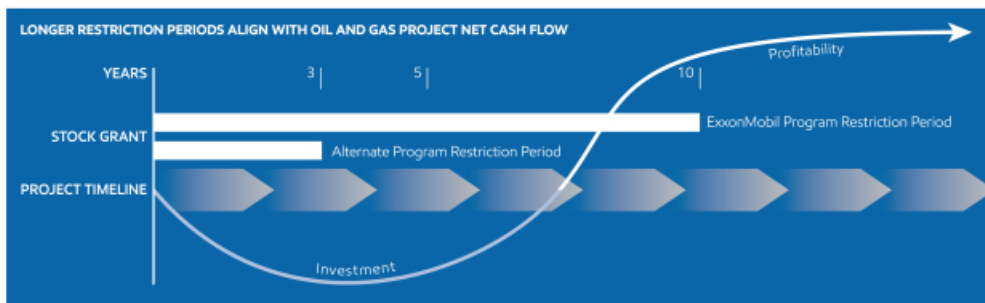 LONGER RESTRICTION PERIODS ALIGN WITH OIL AND GAS PROJECT NET CASH FLOW
Profitability
YEARS 3 5 10
ExxonMobil Program Restriction Period
STOCK GRANT
Alternate Program Restriction Period
PROJECT TIMELINE
Investment